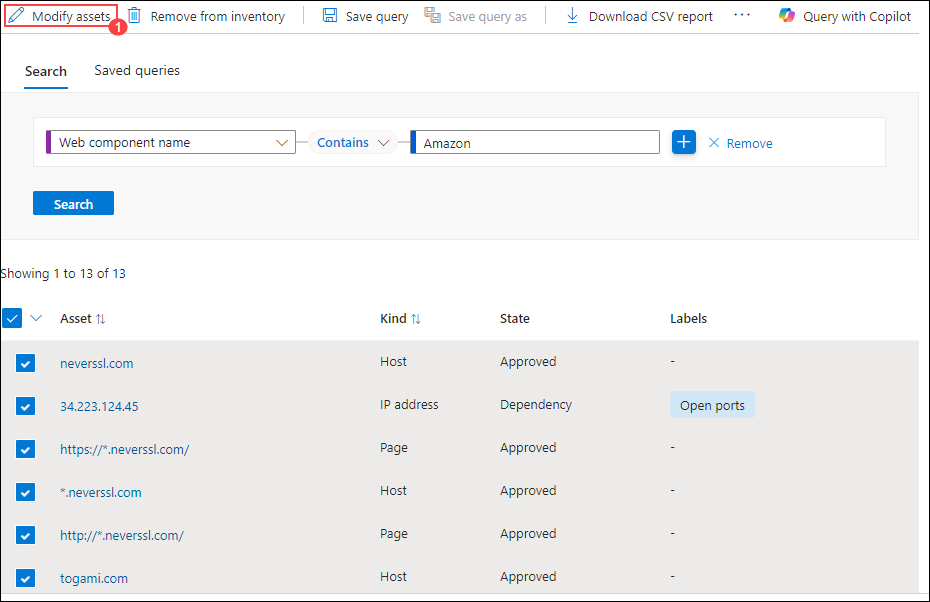 Modify assets Remove from inventory Save query Save query as Download CSV report ··· Query with Copilot
1
Search Saved queries
Web component name Contains Amazon Remove
Search
Showing 1 to 13 of 13
Asset Kind State Labels
neverssl.com Host Approved -
34.223.124.45 IP address Dependency Open ports
https://*.neverssl.com/ Page Approved -
*.neverssl.com Host Approved -
http://*.neverssl.com/ Page Approved -
togami.com Host Approved -